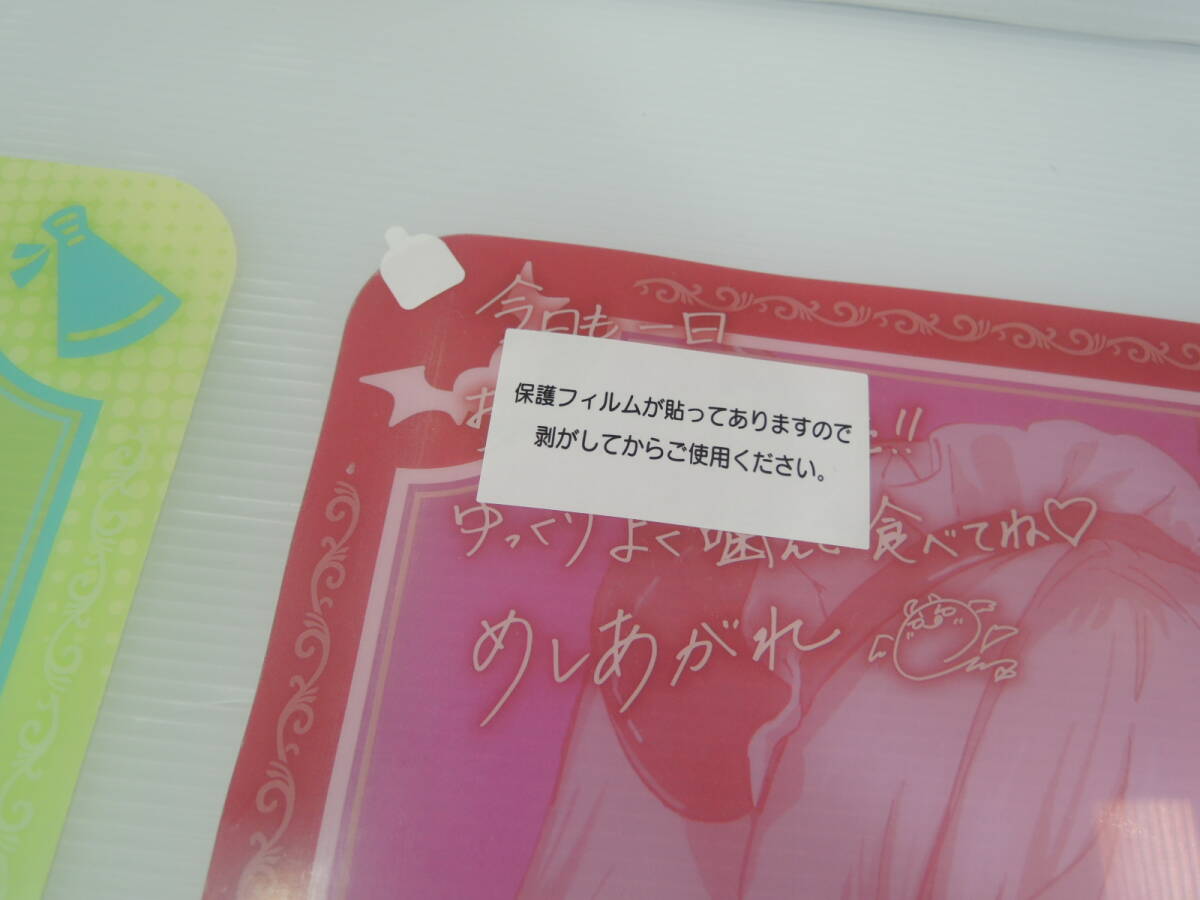 今日も一日
お
保護フィルムが貼ってありますので
剥がしてからご使用ください。
!!
ゆっくりよく噛んで食べてね♡
めしあがれ